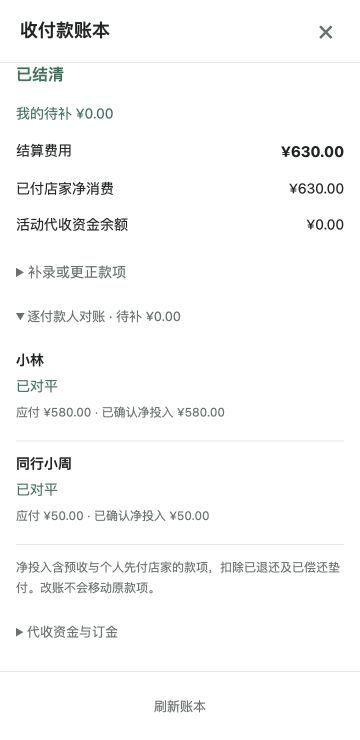 收付款账本
已结清
我的待补 ¥0.00
结算费用 ¥630.00
已付店家净消费 ¥630.00
活动代收资金余额 ¥0.00
▶ 补录或更正款项
▼ 逐付款人对账 · 待补 ¥0.00
小林
已对平
应付 ¥580.00 · 已确认净投入 ¥580.00
同行小周
已对平
应付 ¥50.00 · 已确认净投入 ¥50.00
净投入含预收与个人先付店家的款项，扣除已退还及已偿还垫
付。改账不会移动原款项。
▶ 代收资金与订金
刷新账本